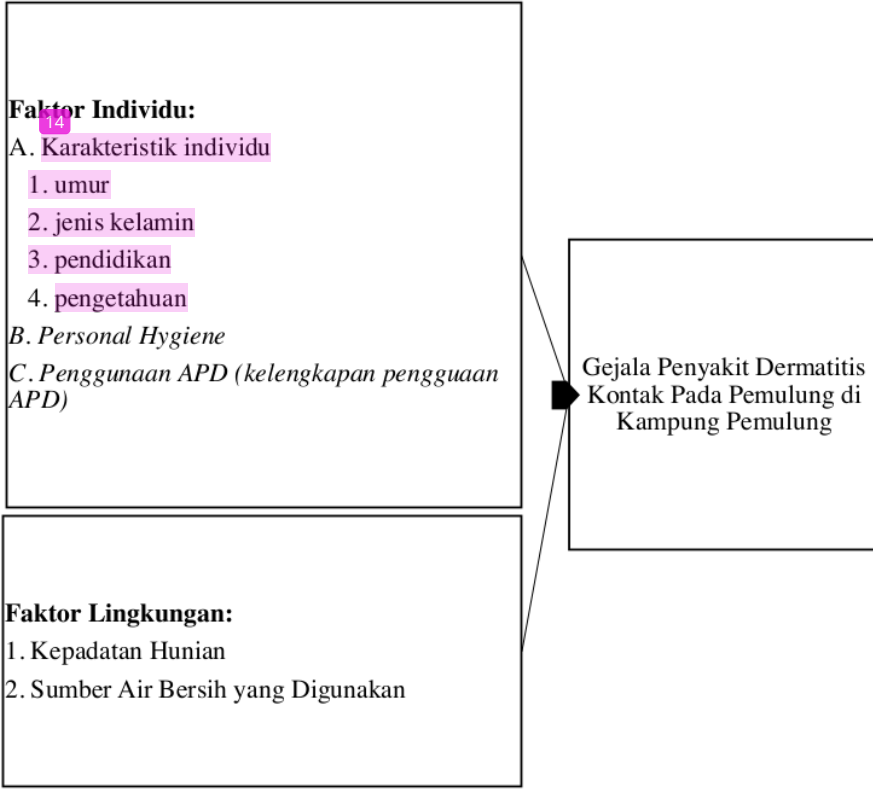 Faktor Individu:
14
A. Karakteristik individu
1. umur
2. jenis kelamin
3. pendidikan
4. pengetahuan
B. Personal Hygiene
C. Penggunaan APD (kelengkapan pengguaan
APD)
Gejala Penyakit Dermatitis
Kontak Pada Pemulung di
Kampung Pemulung
Faktor Lingkungan:
1. Kepadatan Hunian
2. Sumber Air Bersih yang Digunakan